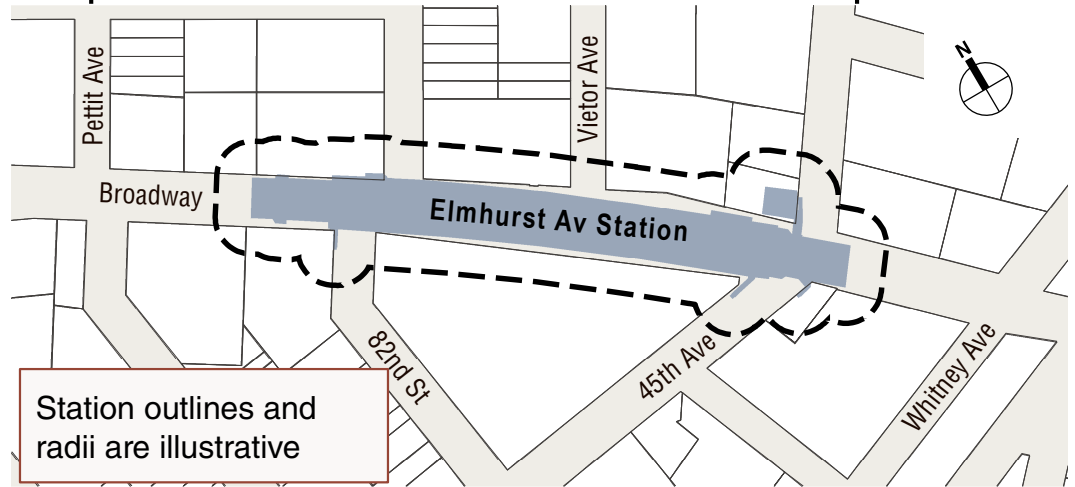 N
Pettit Ave
Vietor Ave
Broadway
Elmhurst Av Station
82nd St
45th Ave
Whitney Ave
Station outlines and
radii are illustrative